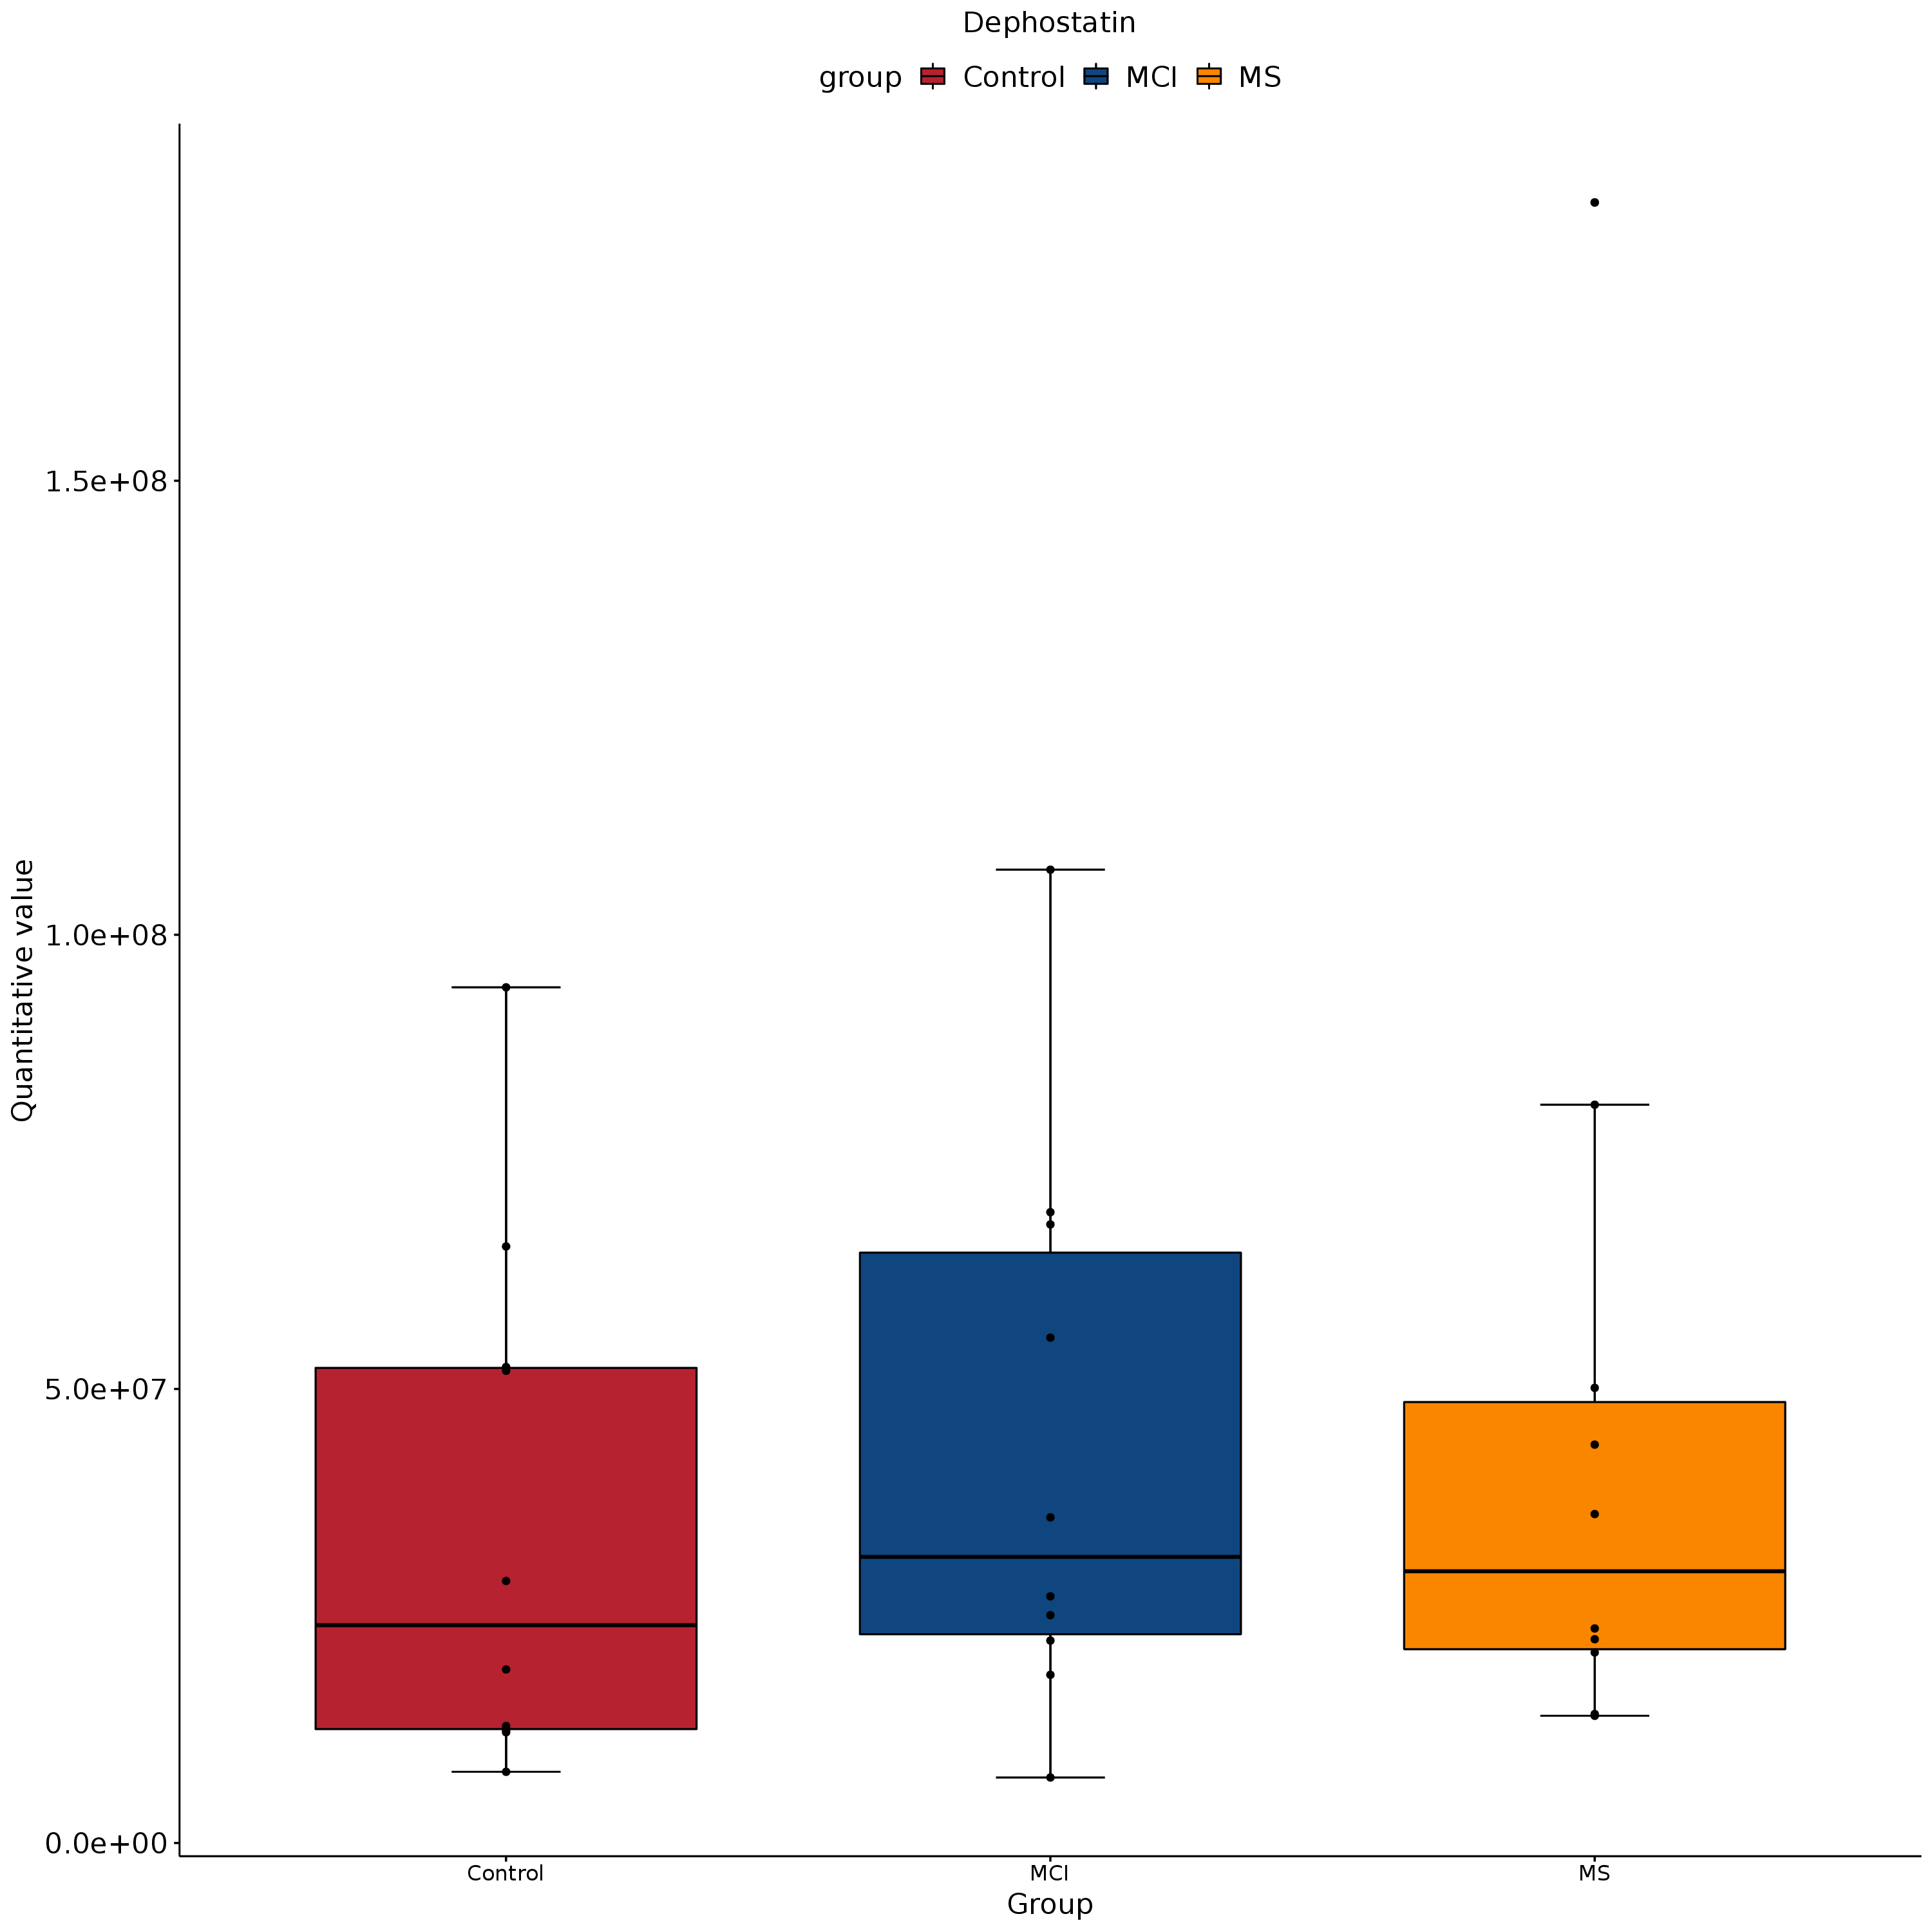 Dephostatin
group Control MCI MS
Quantitative value
1.5e+08
1.0e+08
5.0e+07
0.0e+00
Control MCI MS
Group